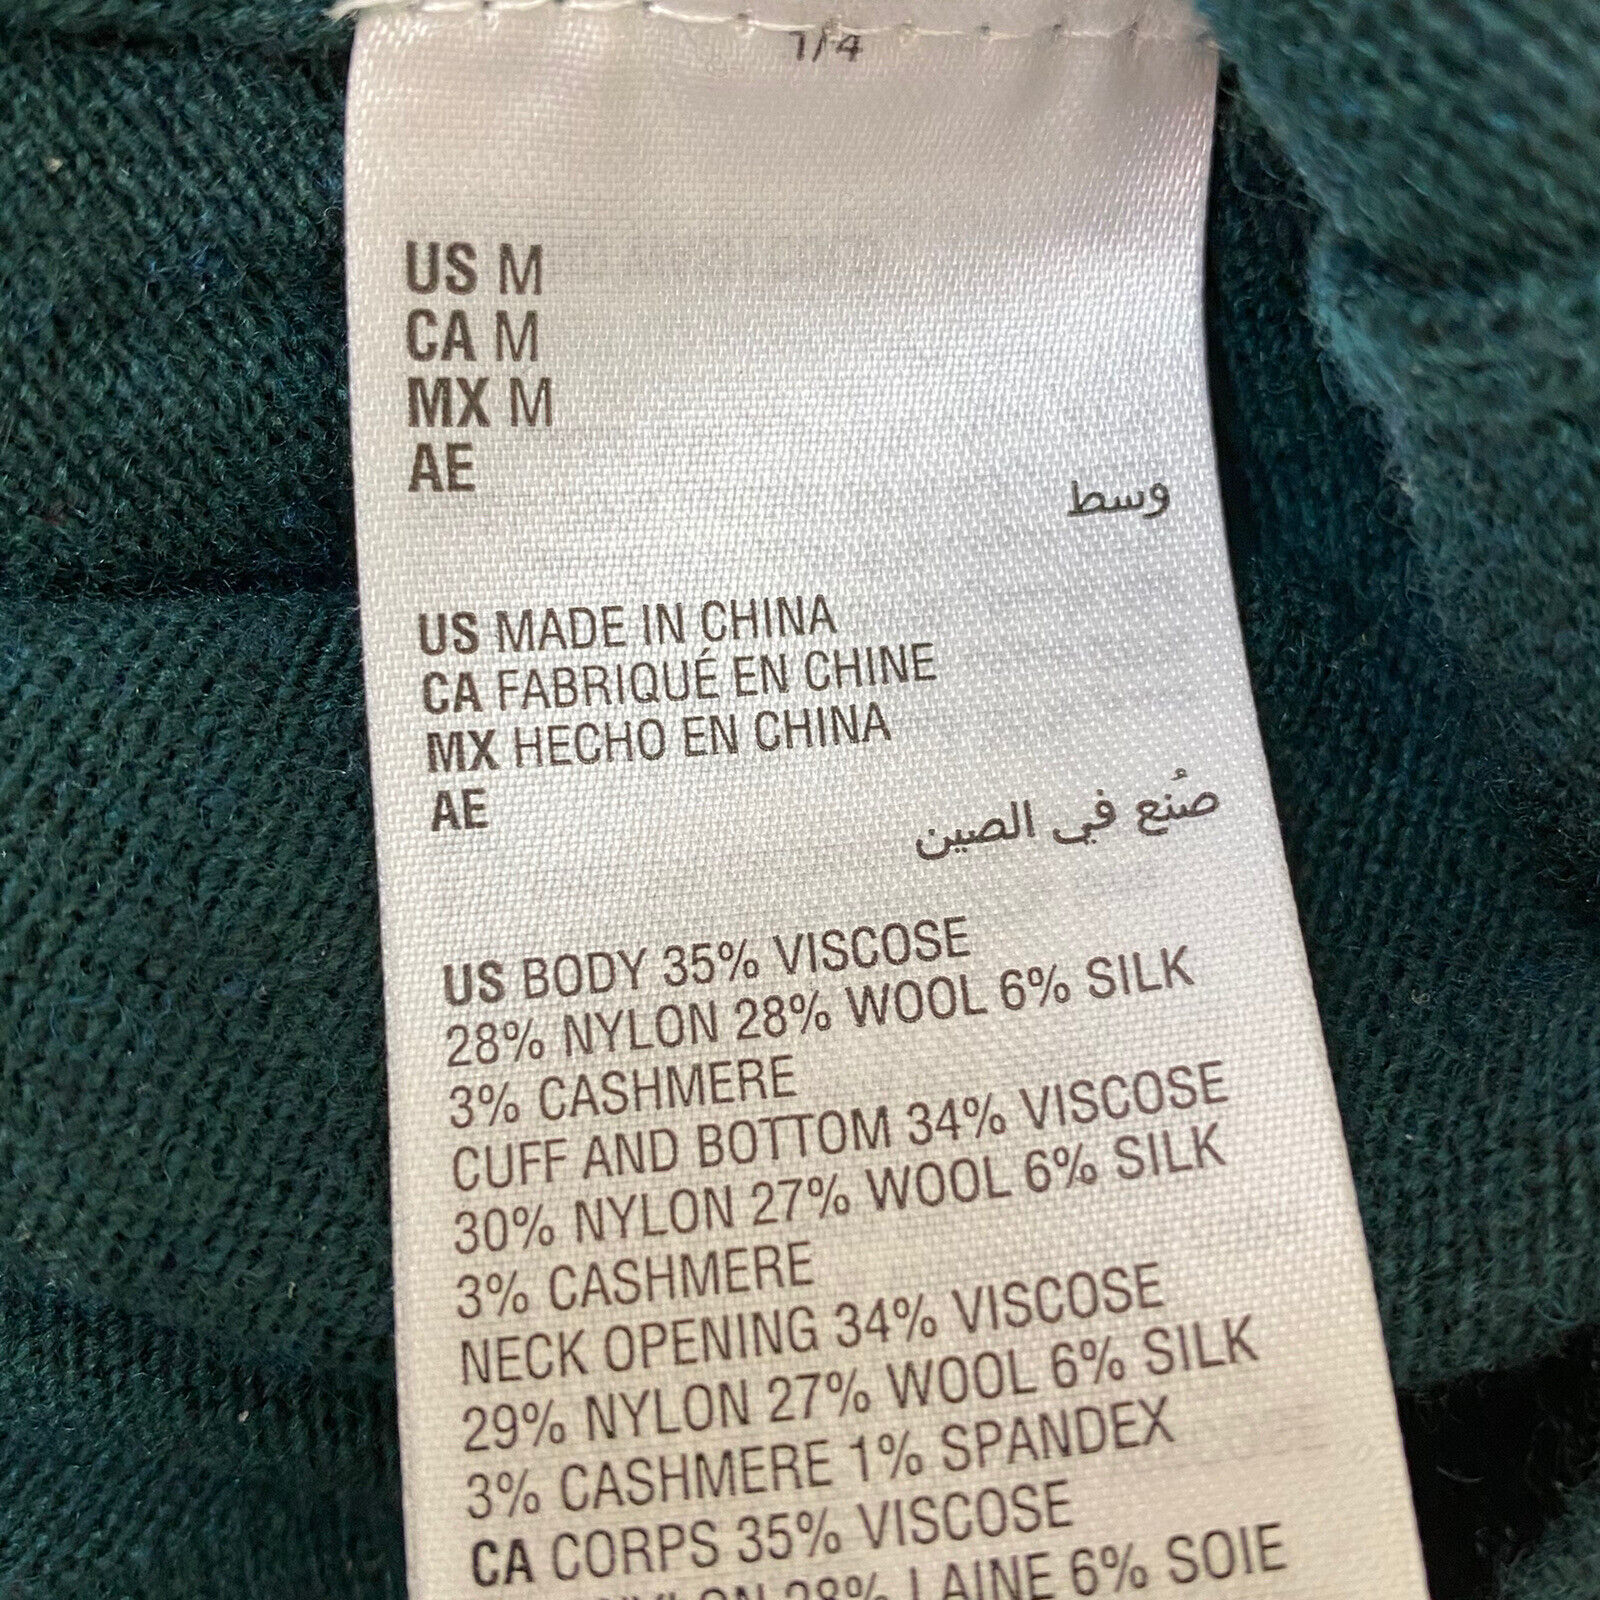 1/4
US M
CA M
MX M
AE
وسط
US MADE IN CHINA
CA FABRIQUÉ EN CHINE
MX HECHO EN CHINA
AE
صُنع في الصين
US BODY 35% VISCOSE
28% NYLON 28% WOOL 6% SILK
3% CASHMERE
CUFF AND BOTTOM 34% VISCOSE
30% NYLON 27% WOOL 6% SILK
3% CASHMERE
NECK OPENING 34% VISCOSE
29% NYLON 27% WOOL 6% SILK
3% CASHMERE 1% SPANDEX
CA CORPS 35% VISCOSE
NYLON 28% LAINE 6% SOIE